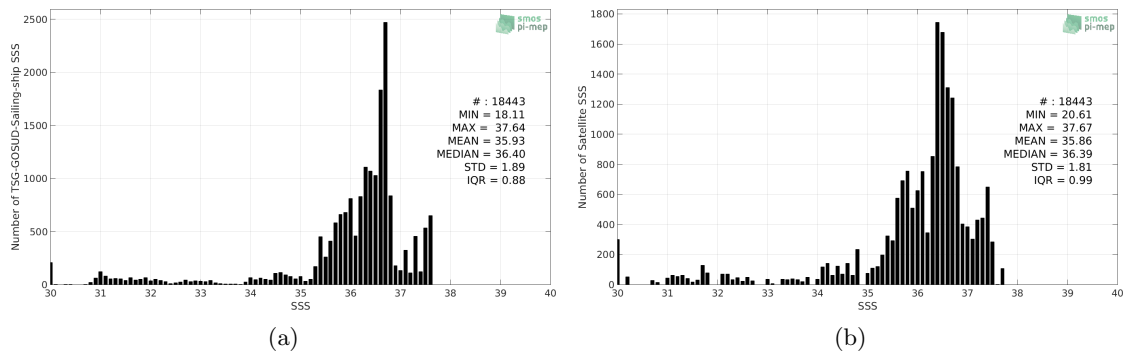 smos
pi-mep
2500
2000
1500
1000
500
0
Number of TSG-GOSUD-Sailing-ship SSS
# : 18443
MIN = 18.11
MAX = 37.64
MEAN = 35.93
MEDIAN = 36.40
STD = 1.89
IQR = 0.88
30 31 32 33 34 35 36 37 38 39 40
SSS
(a)
smos
pi-mep
1800
1600
1400
1200
1000
800
600
400
200
0
Number of Satellite SSS
# : 18443
MIN = 20.61
MAX = 37.67
MEAN = 35.86
MEDIAN = 36.39
STD = 1.81
IQR = 0.99
30 31 32 33 34 35 36 37 38 39 40
SSS
(b)